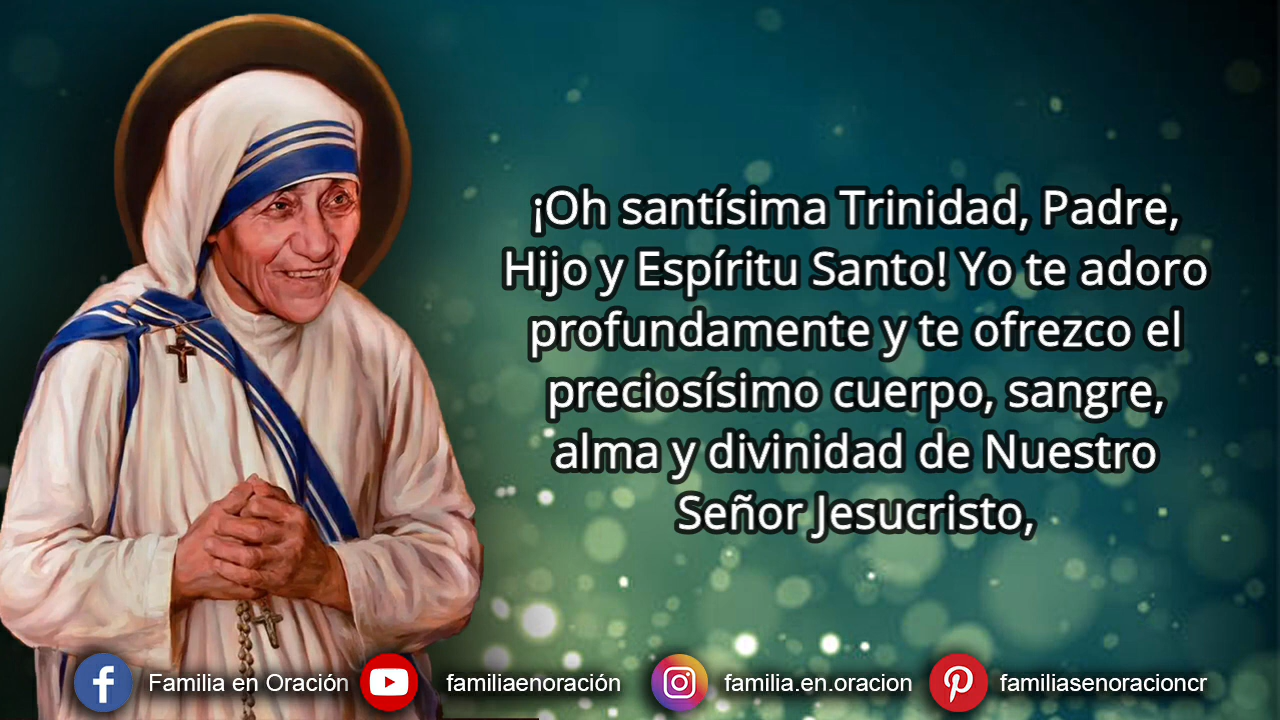 ¡Oh santísima Trinidad, Padre,
Hijo y Espíritu Santo! Yo te adoro
profundamente y te ofrezco el
preciosísimo cuerpo, sangre,
alma y divinidad de Nuestro
Señor Jesucristo,
Familia en Oración
familiaenoración
familia.en.oracion
familiasenoracioncr